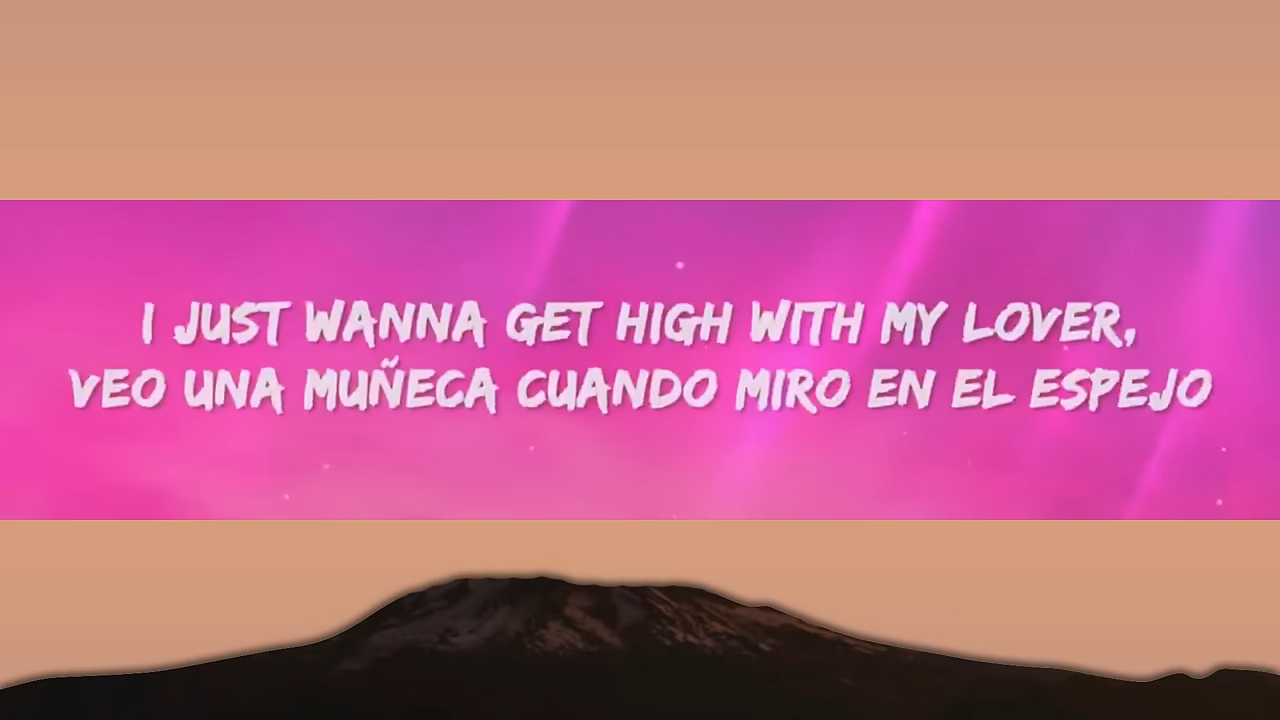 I JUST WANNA GET HIGH WITH MY LOVER,
VEO UNA MUÑECA CUANDO MIRO EN EL ESPEJO